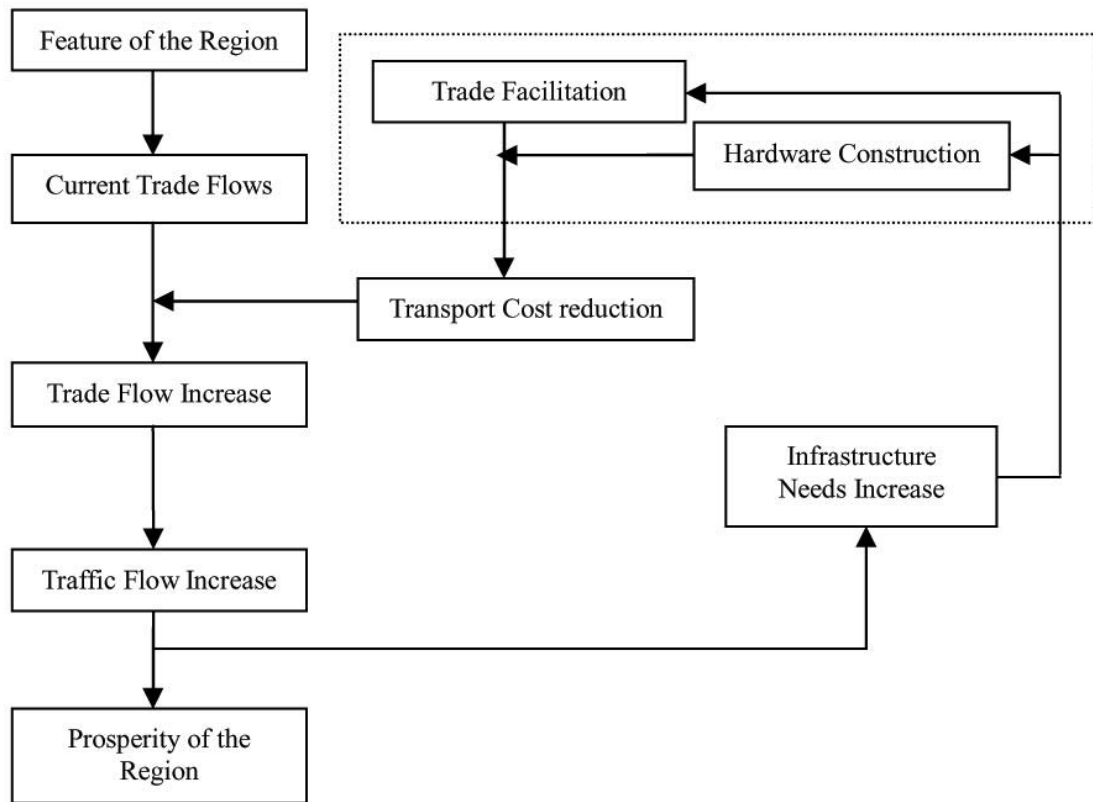 Feature of the Region
Trade Facilitation
Hardware Construction
Current Trade Flows
Transport Cost reduction
Trade Flow Increase
Infrastructure
Needs Increase
Traffic Flow Increase
Prosperity of the
Region